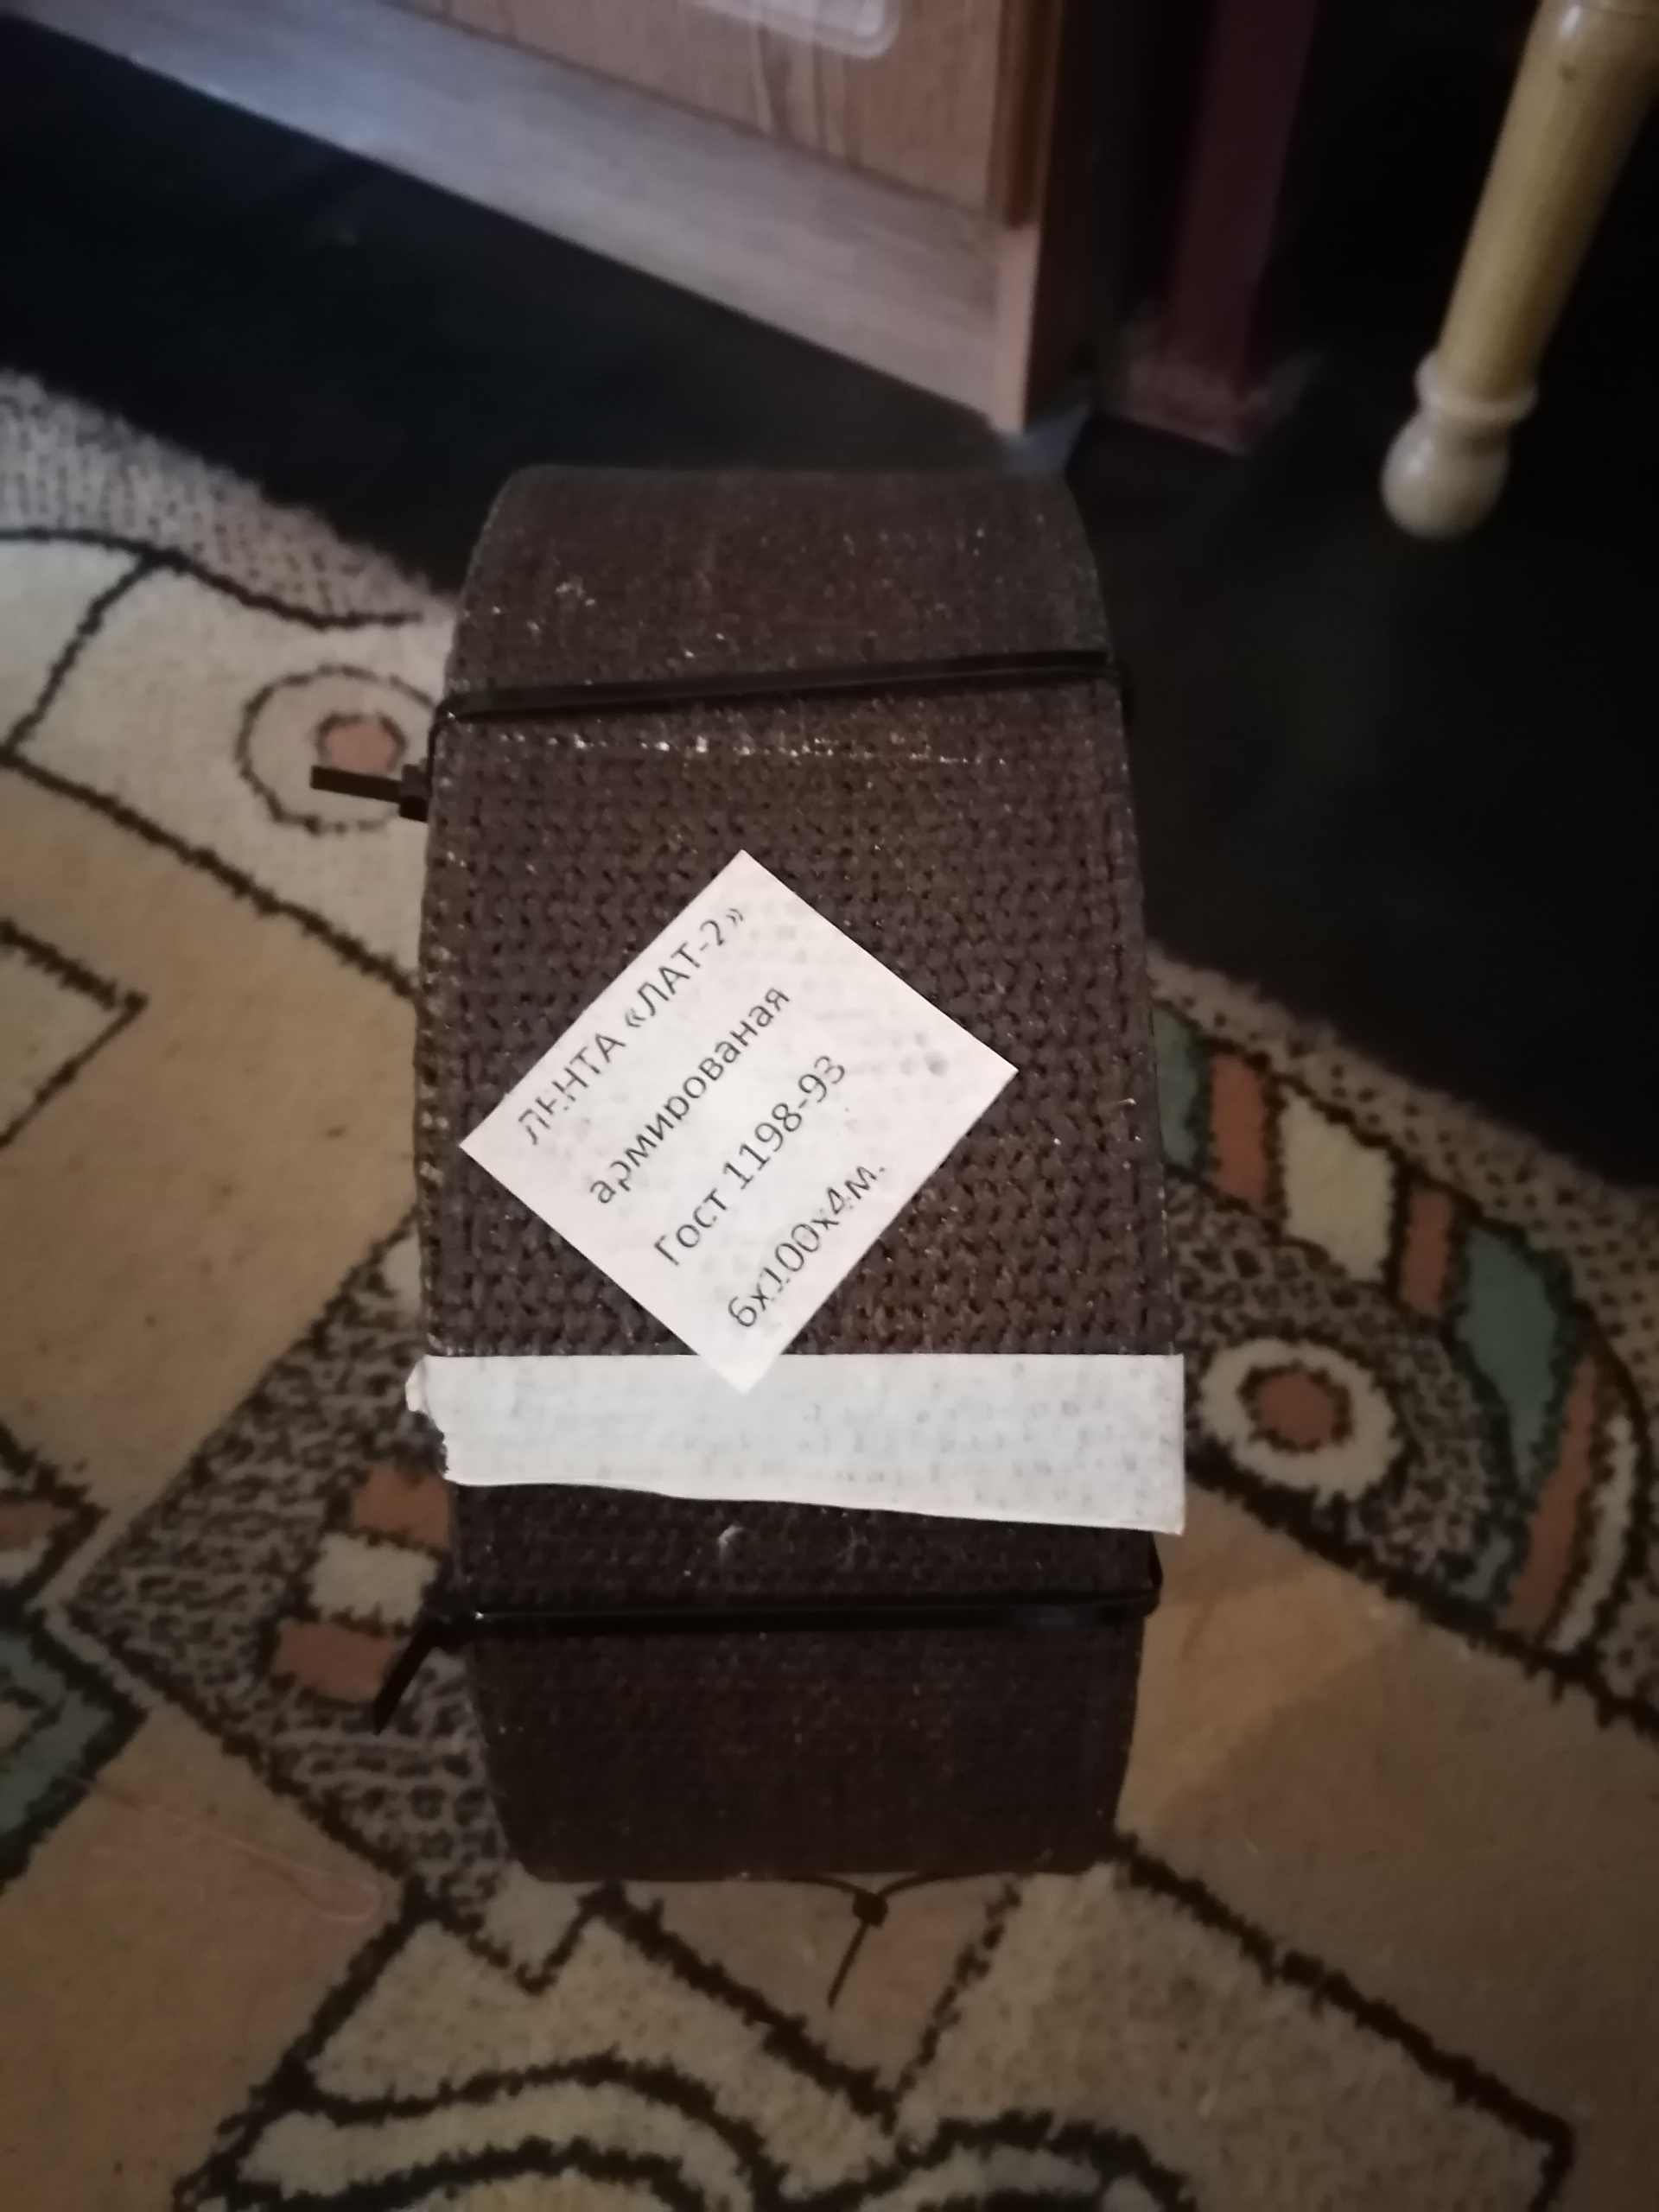 ЛЕНТА «ЛАТ-2»
армированая
Гост 1198-93
6х100х4м.